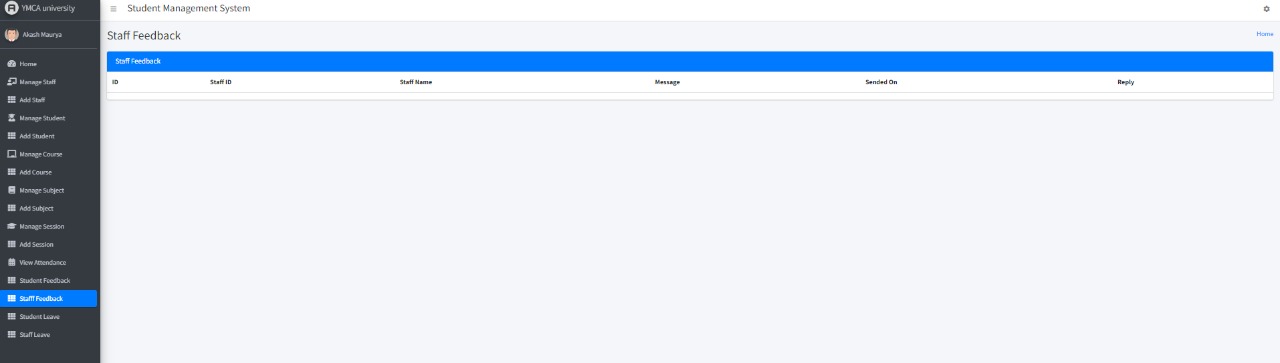 YMCA university
Student Management System
Akash Maurya
Staff Feedback
Home
Staff Feedback
ID Staff ID Staff Name Message Sended On Reply
Home
Manage Staff
Add Staff
Manage Student
Add Student
Manage Course
Add Course
Manage Subject
Add Subject
Manage Session
Add Session
View Attendance
Student Feedback
Stafff Feedback
Student Leave
Staff Leave